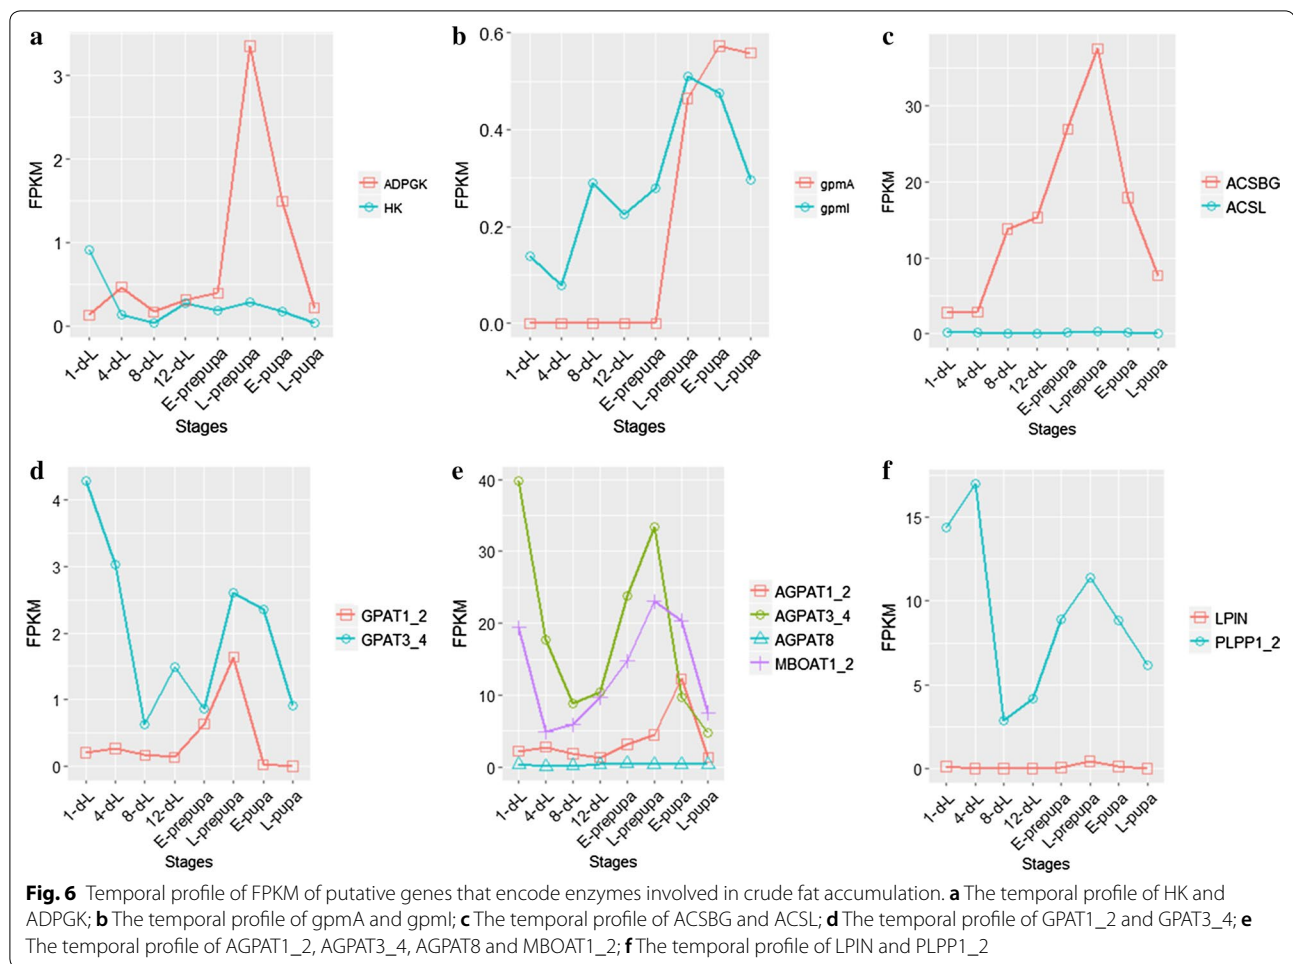 a
FPKM
3
2
1
0
1-d-L
4-d-L
8-d-L
12-d-L
E-prepupa
L-prepupa
E-pupa
L-pupa
Stages
ADPGK
HK
b
FPKM
0.6
0.4
0.2
0.0
1-d-L
4-d-L
8-d-L
12-d-L
E-prepupa
L-prepupa
E-pupa
L-pupa
Stages
gpmA
gpmI
c
FPKM
30
20
10
0
1-d-L
4-d-L
8-d-L
12-d-L
E-prepupa
L-prepupa
E-pupa
L-pupa
Stages
ACSBG
ACSL
d
FPKM
4
3
2
1
0
1-d-L
4-d-L
8-d-L
12-d-L
E-prepupa
L-prepupa
E-pupa
L-pupa
Stages
GPAT1_2
GPAT3_4
e
FPKM
40
30
20
10
0
1-d-L
4-d-L
8-d-L
12-d-L
E-prepupa
L-prepupa
E-pupa
L-pupa
Stages
AGPAT1_2
AGPAT3_4
AGPAT8
MBOAT1_2
f
FPKM
15
10
5
0
1-d-L
4-d-L
8-d-L
12-d-L
E-prepupa
L-prepupa
E-pupa
L-pupa
Stages
LPIN
PLPP1_2
Fig. 6 Temporal profile of FPKM of putative genes that encode enzymes involved in crude fat accumulation. a The temporal profile of HK and
ADPGK; b The temporal profile of gpmA and gpmI; c The temporal profile of ACSBG and ACSL; d The temporal profile of GPAT1_2 and GPAT3_4; e
The temporal profile of AGPAT1_2, AGPAT3_4, AGPAT8 and MBOAT1_2; f The temporal profile of LPIN and PLPP1_2